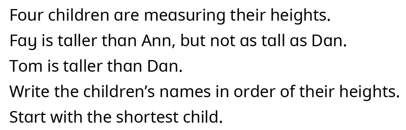 Four children are measuring their heights.
Fay is taller than Ann, but not as tall as Dan.
Tom is taller than Dan.
Write the children’s names in order of their heights.
Start with the shortest child.